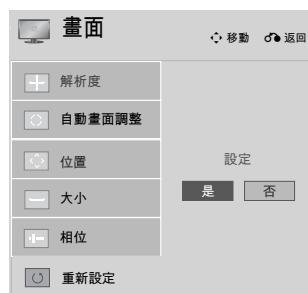 畫面
移動 返回
解析度
自動畫面調整
位置
大小
相位
重新設定
設定
是 否